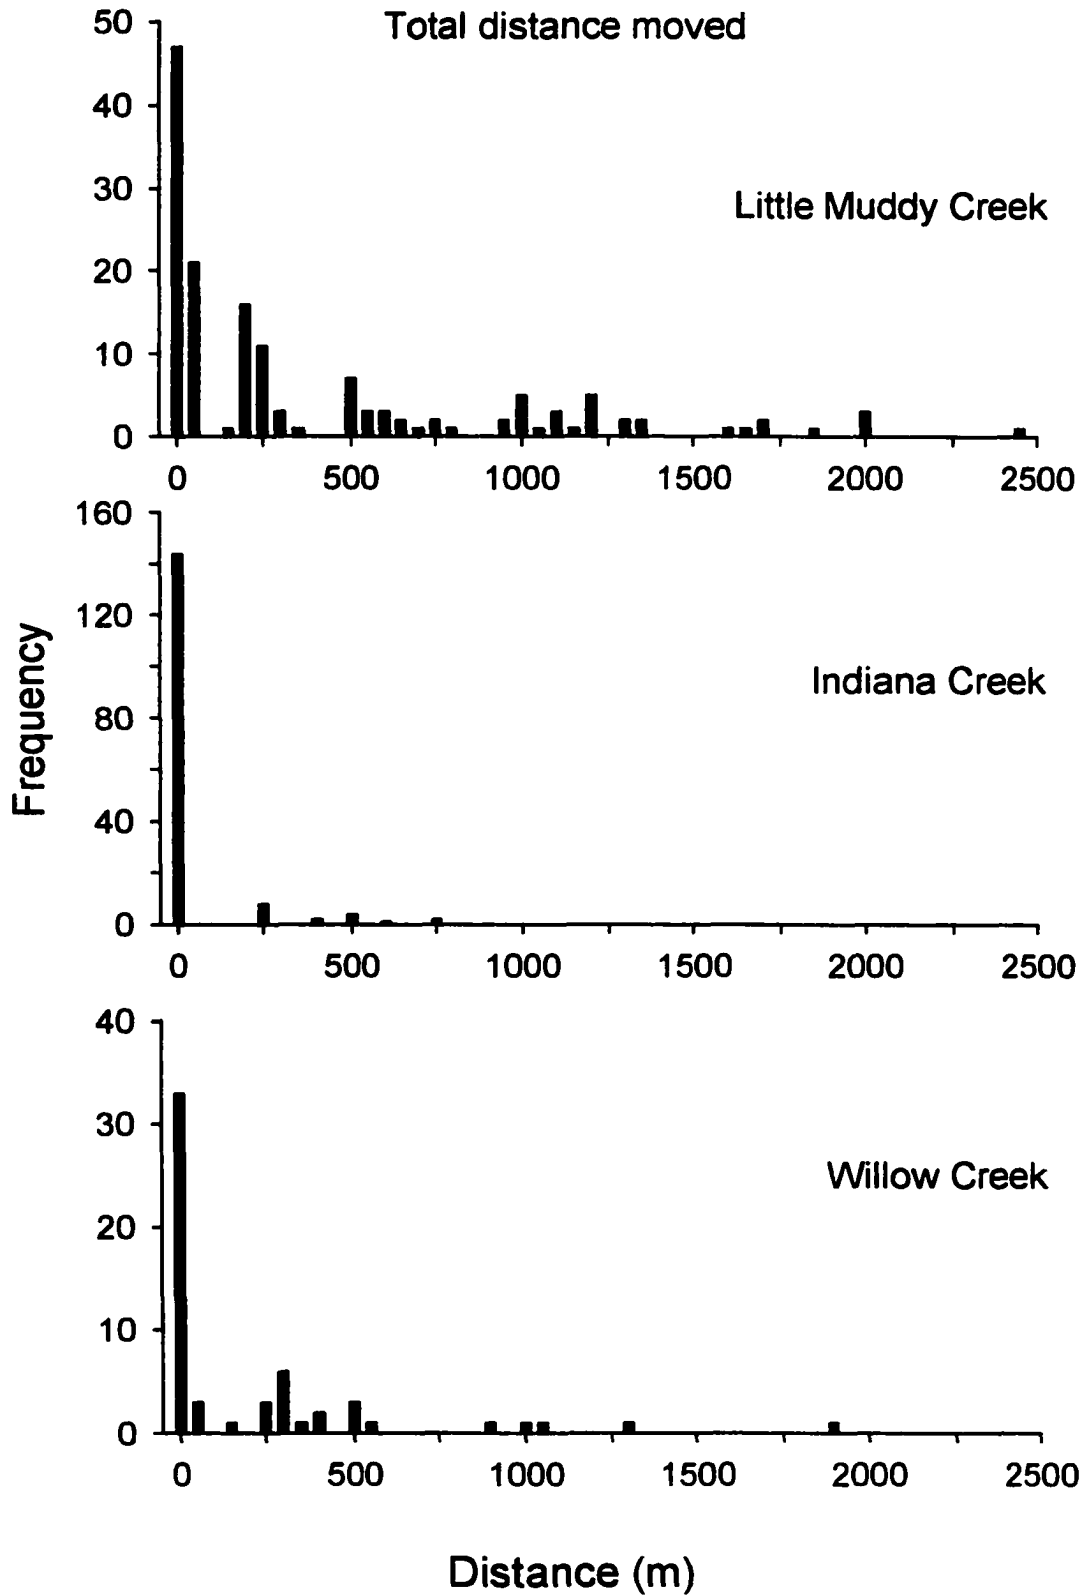 Total distance moved
50
40
30
20
10
0
Little Muddy Creek
0 500 1000 1500 2000 2500
Frequency
160
120
80
40
0
Indiana Creek
0 500 1000 1500 2000 2500
40
30
20
10
0
Willow Creek
0 500 1000 1500 2000 2500
Distance (m)